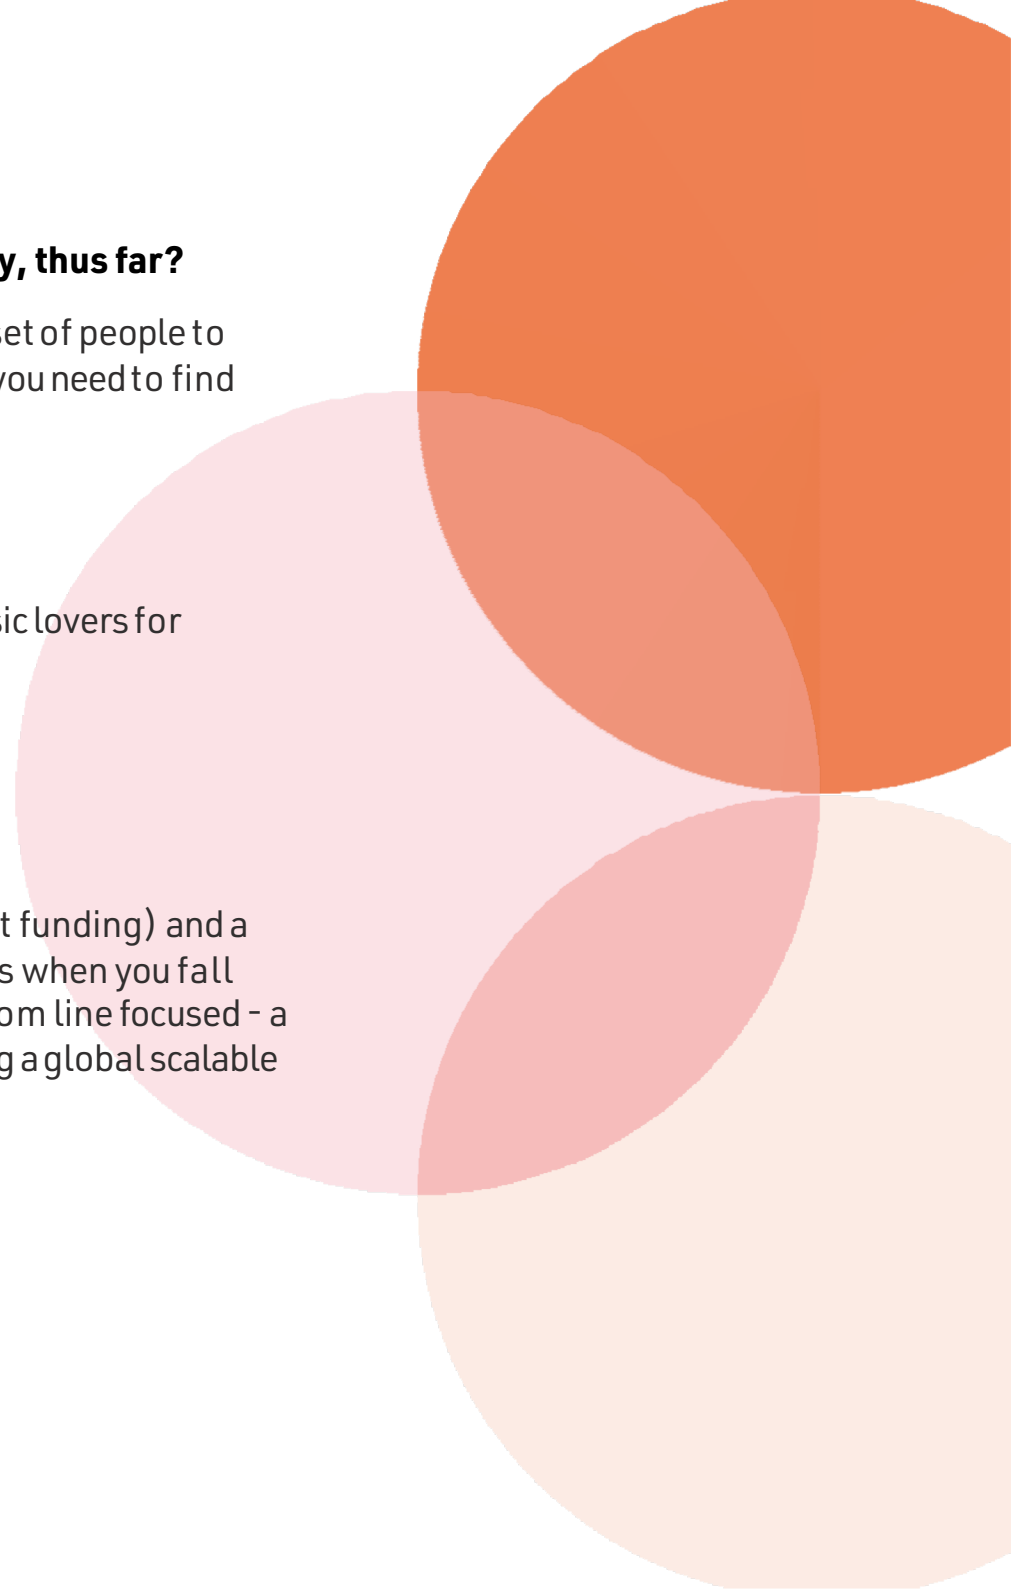 y, thus far?
set of people to
you need to find
sic lovers for
t funding) and a
s when you fall
om line focused - a
g a global scalable